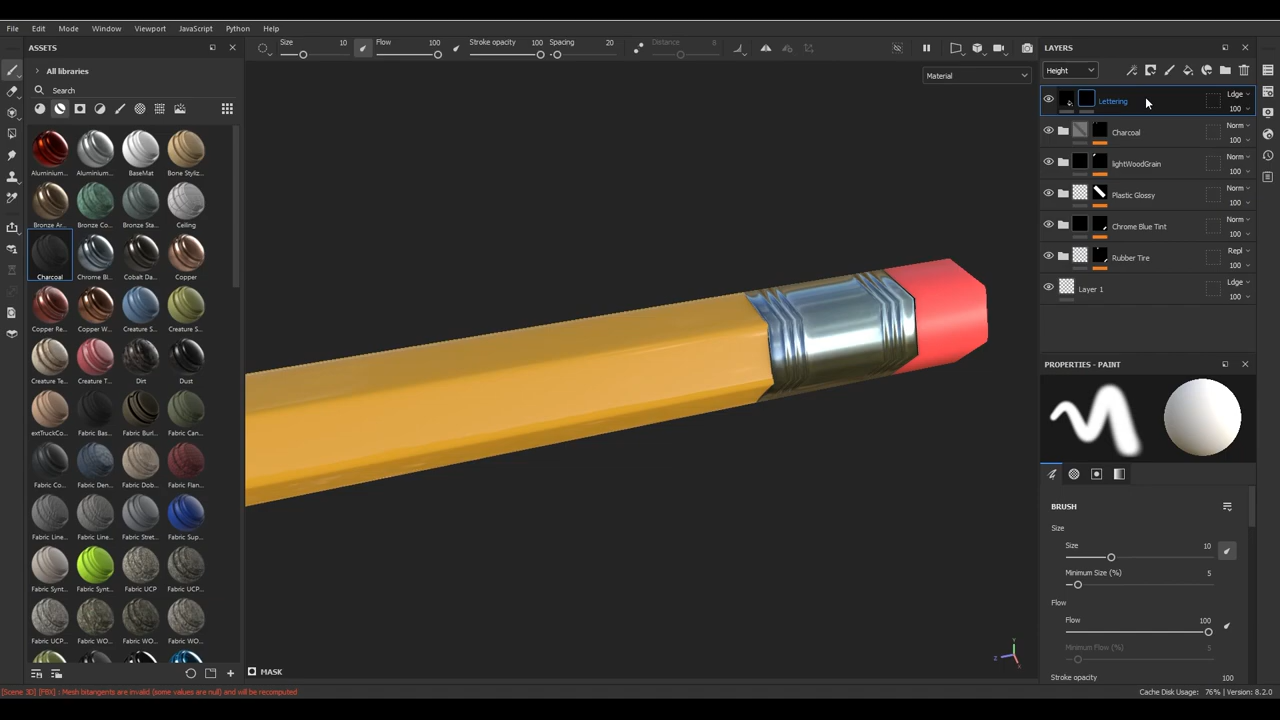 File Edit Mode Window Viewport JavaScript Python Help
ASSETS
Size 10 Flow 100 Stroke opacity 100 Spacing 20 Distance 8
LAYERS
All libraries
Search
Material
Height
Aluminium... Aluminium... BaseMat Bone Styliz...
Bronze Ar... Bronze Co... Bronze Sta... Ceiling
Charcoal Chrome Bl... Cobalt Da... Copper
Copper Re... Copper W... Creature S... Creature S...
Creature Te... Creature T... Dirt Dust
extTruckCo... Fabric Bas... Fabric Burl... Fabric Can...
Fabric Co... Fabric Den... Fabric Dob... Fabric Flan...
Fabric Line... Fabric Line... Fabric Stret... Fabric Sup...
Fabric Synt... Fabric Synt... Fabric UCP Fabric UCP...
Fabric UCP... Fabric WO... Fabric WO... Fabric WO...
Lettering Ldge 100
Charcoal Norm 100
lightWoodGrain Norm 100
Plastic Glossy Norm 100
Chrome Blue Tint Norm 100
Rubber Tire Repl 100
Layer 1 Ldge 100
PROPERTIES - PAINT
BRUSH
Size
Size 10
Minimum Size (%) 5
Flow
Flow 100
Minimum Flow (%) 5
Stroke opacity 100
Y
Z
X
MASK
[Scene 3D] [FBX] : Mesh bitangents are invalid (some values are null) and will be recomputed
Cache Disk Usage: 76% | Version: 8.2.0